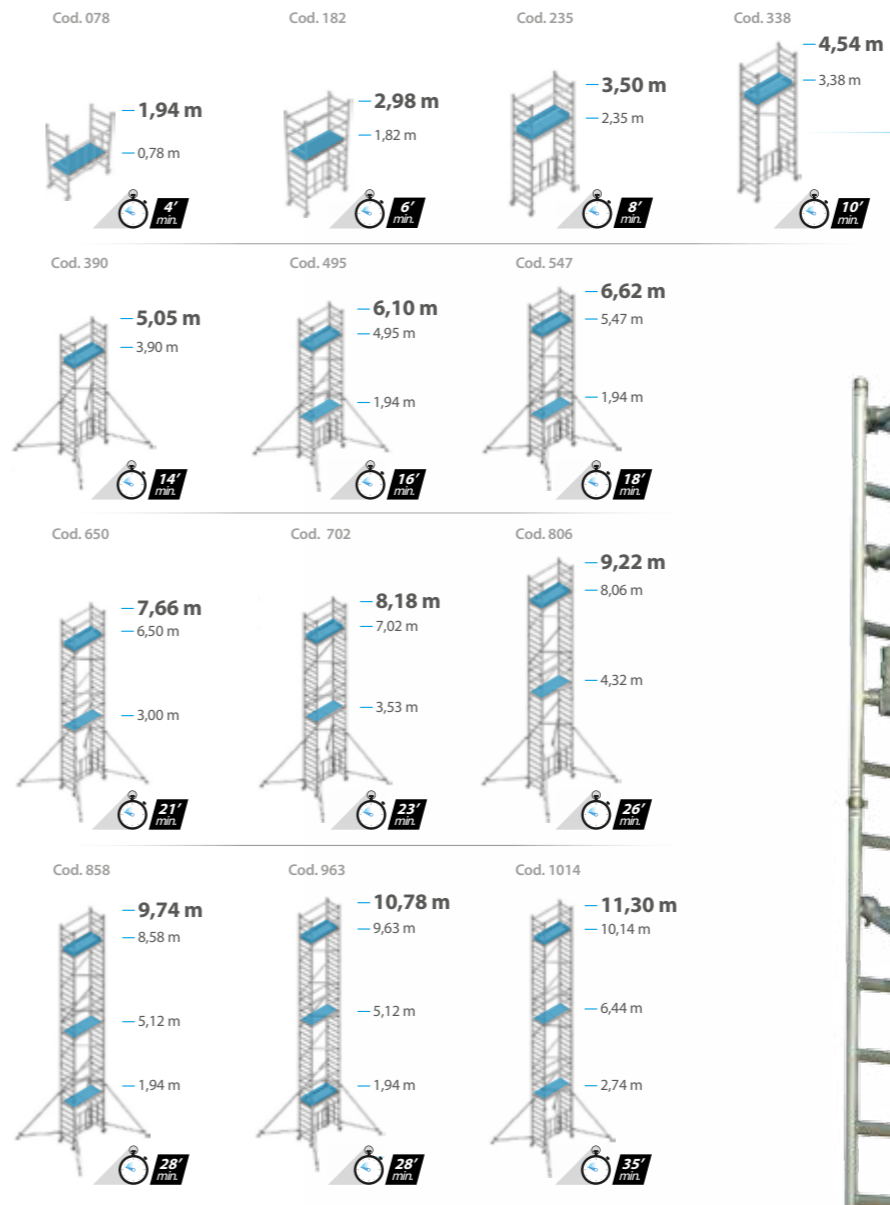 Cod. 078
1,94 m
0,78 m
4′
min.
Cod. 182
2,98 m
1,82 m
6′
min.
Cod. 235
3,50 m
2,35 m
8′
min.
Cod. 338
4,54 m
3,38 m
10′
min.
Cod. 390
5,05 m
3,90 m
14′
min.
Cod. 495
6,10 m
4,95 m
1,94 m
16′
min.
Cod. 547
6,62 m
5,47 m
1,94 m
18′
min.
Cod. 650
7,66 m
6,50 m
3,00 m
21′
min.
Cod. 702
8,18 m
7,02 m
3,53 m
23′
min.
Cod. 806
9,22 m
8,06 m
4,32 m
26′
min.
Cod. 858
9,74 m
8,58 m
5,12 m
1,94 m
28′
min.
Cod. 963
10,78 m
9,63 m
5,12 m
1,94 m
28′
min.
Cod. 1014
11,30 m
10,14 m
6,44 m
2,74 m
35′
min.